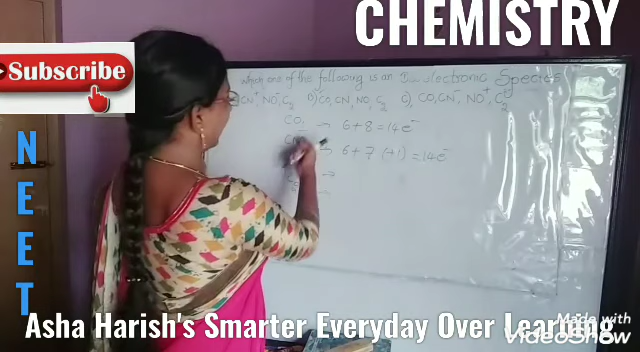 CHEMISTRY
Subscribe
NEET
Which one of the following is an Isoelectronic Species
CN⁺, NO⁻, C₂ b) CO, CN, NO, C₂ c) CO, CN⁻, NO⁺, C₂
CO, → 6+8=14e⁻
CN → 6+7 (+1) =14e⁻
→
→
Asha Harish's Smarter Everyday Over Learning
Made with
VideoShow